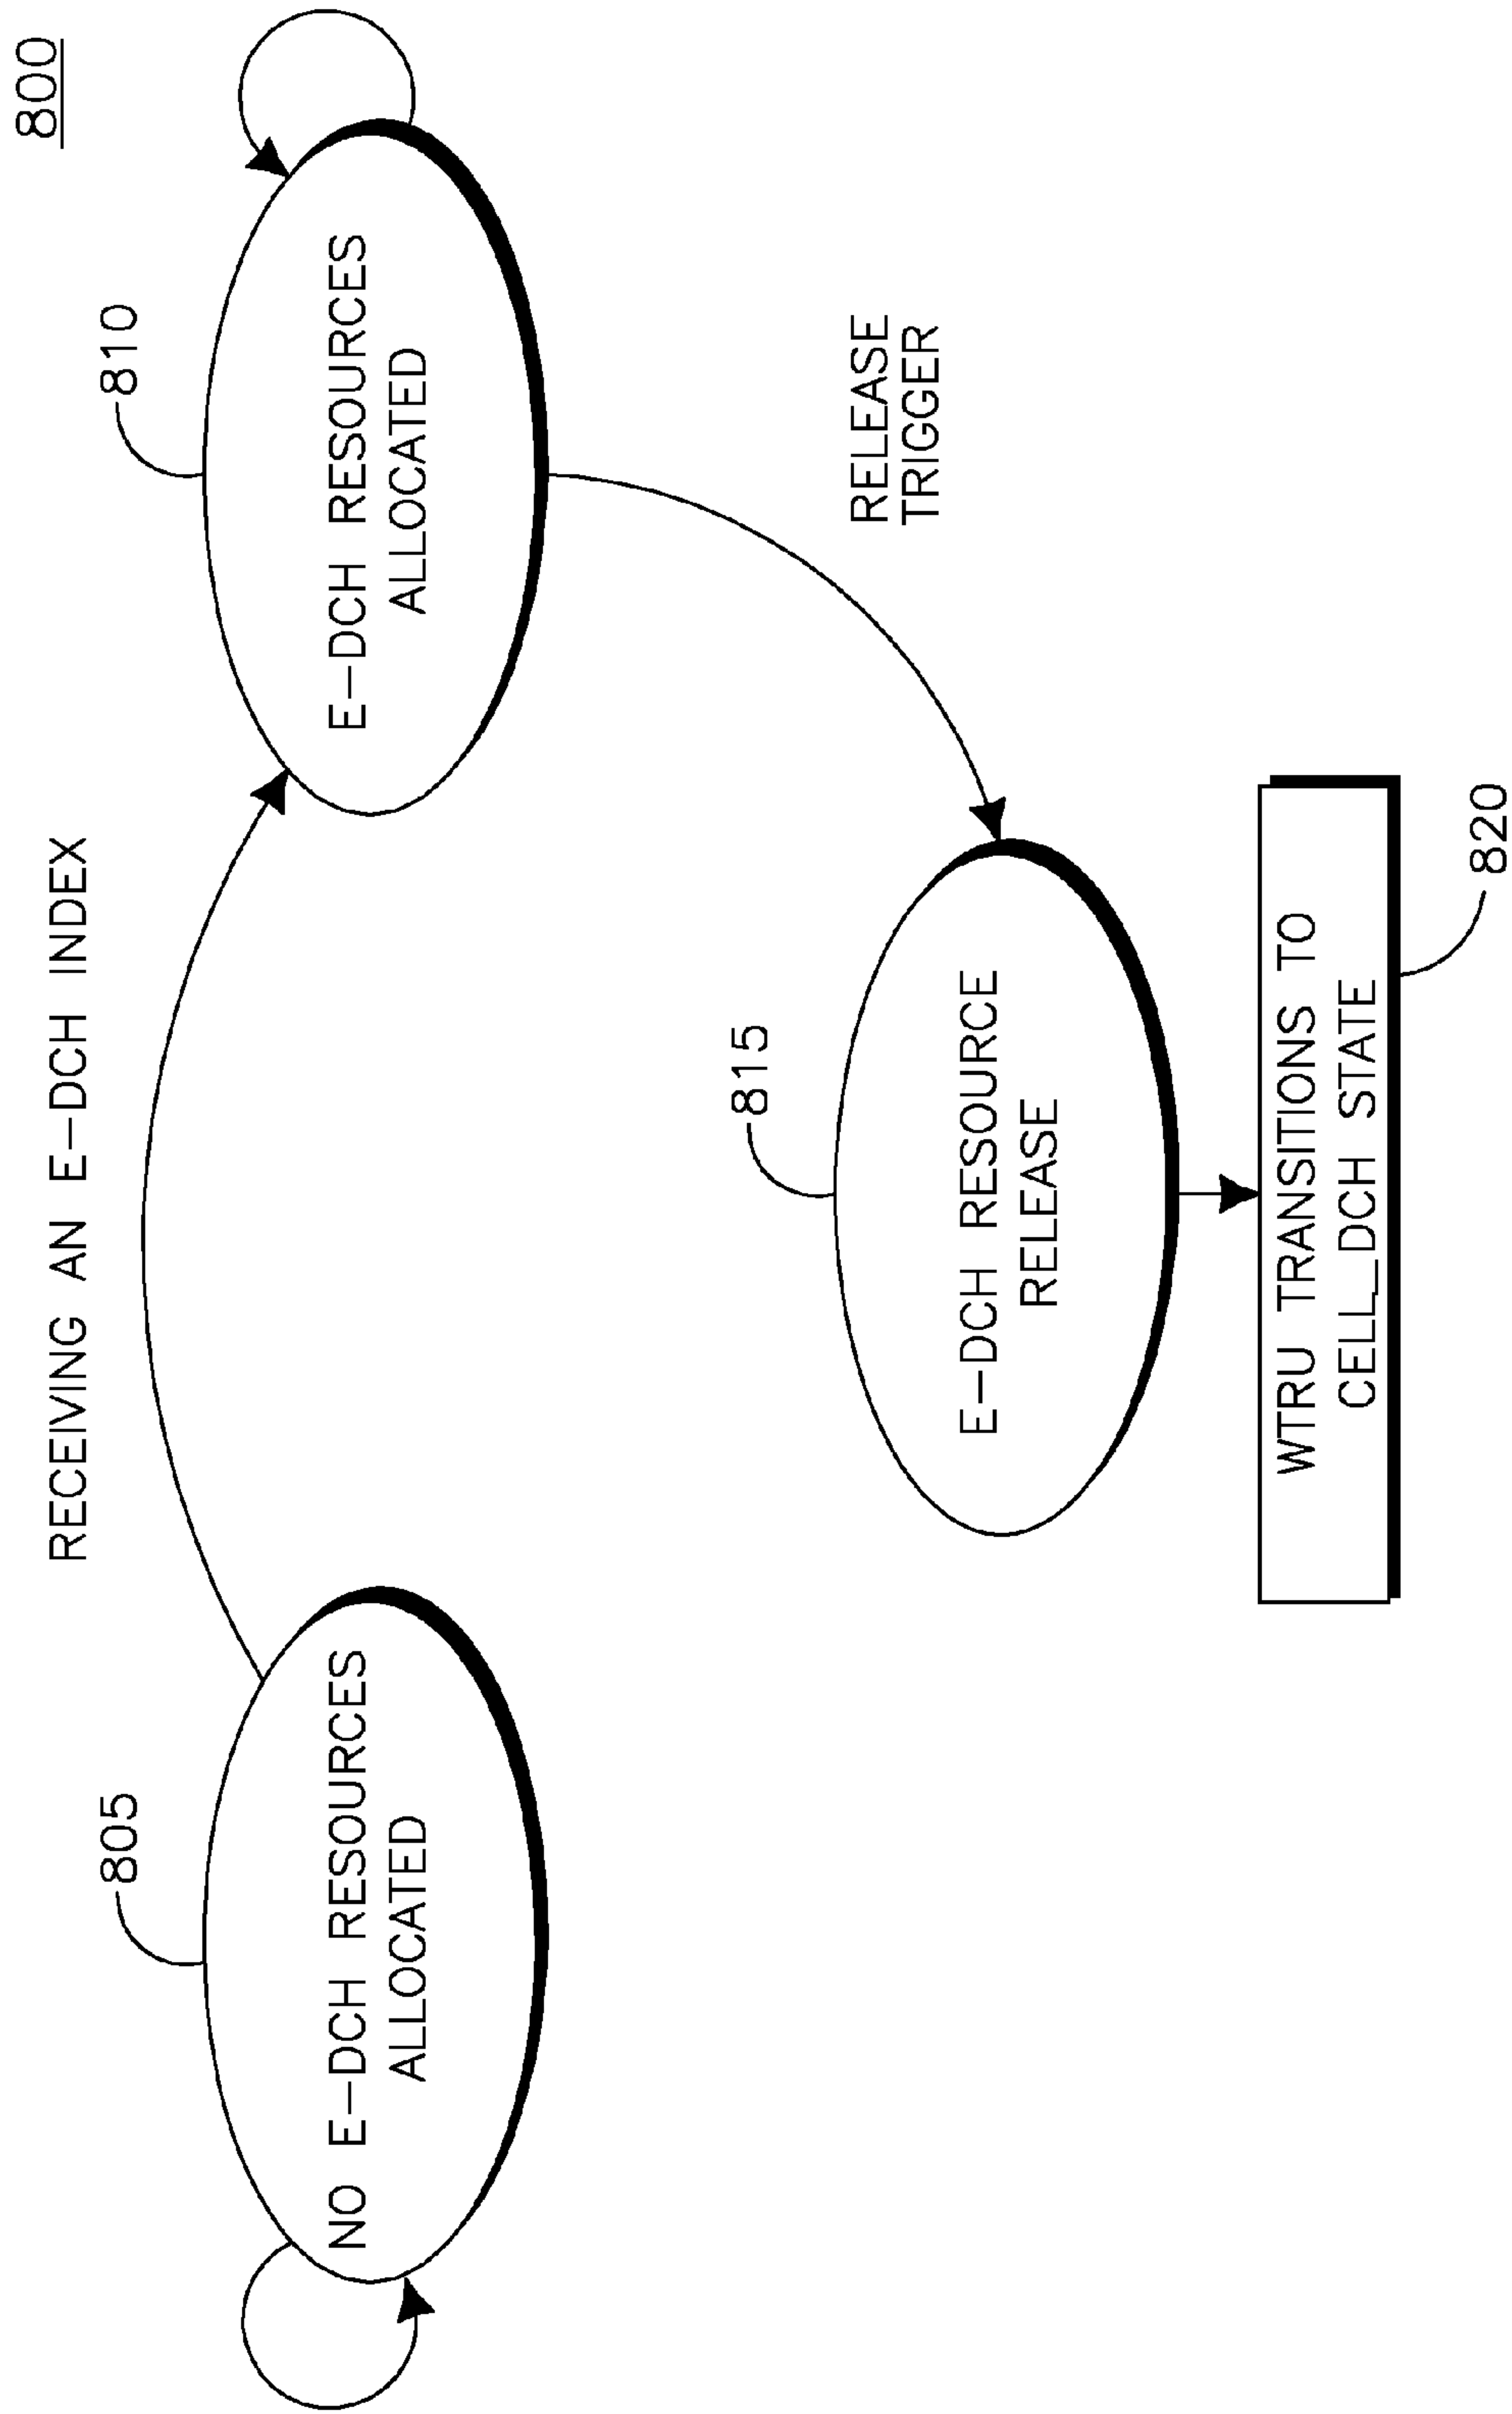 800
RECEIVING AN E-DCH INDEX
805
NO E-DCH RESOURCES
ALLOCATED
810
E-DCH RESOURCES
ALLOCATED
RELEASE
TRIGGER
815
E-DCH RESOURCE
RELEASE
WTRU TRANSITIONS TO
CELL_DCH STATE
820